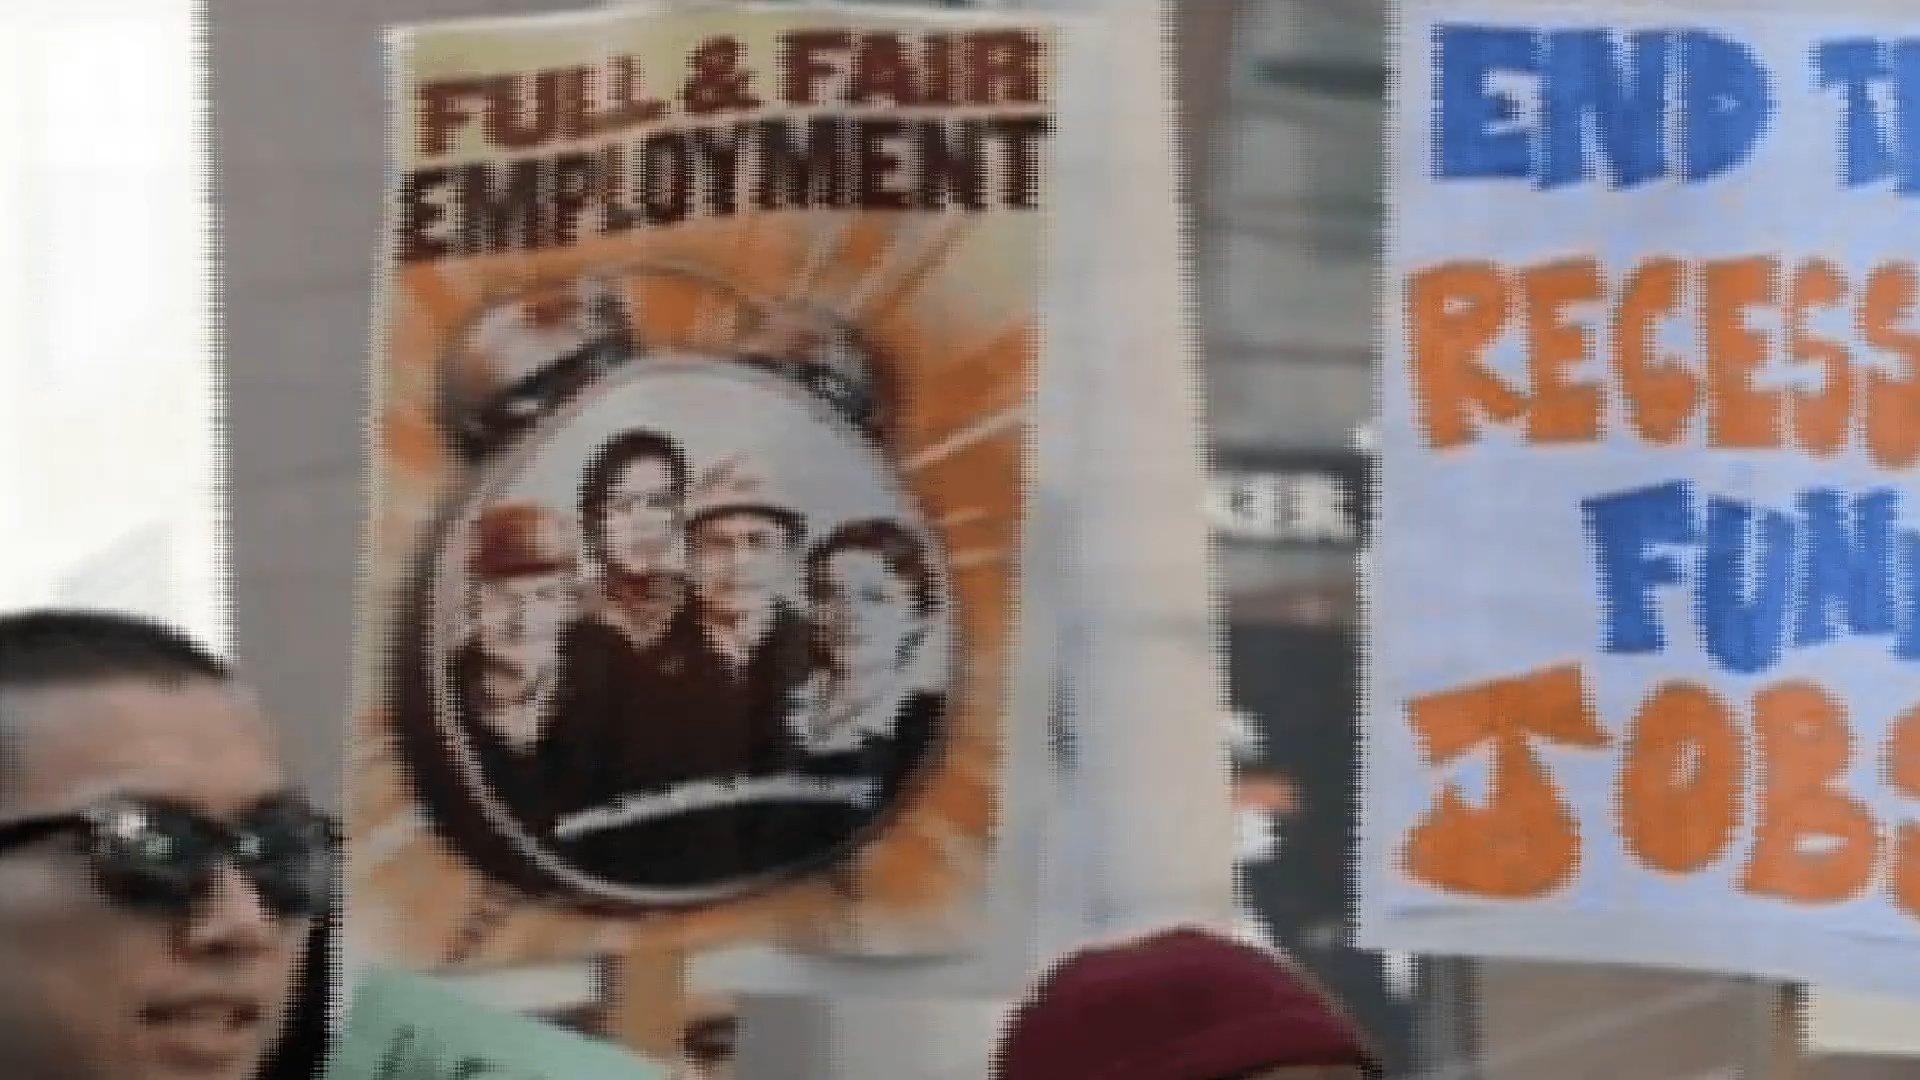 FULL & FAIR
EMPLOYMENT
END T
RECESS
FUN
JOBS